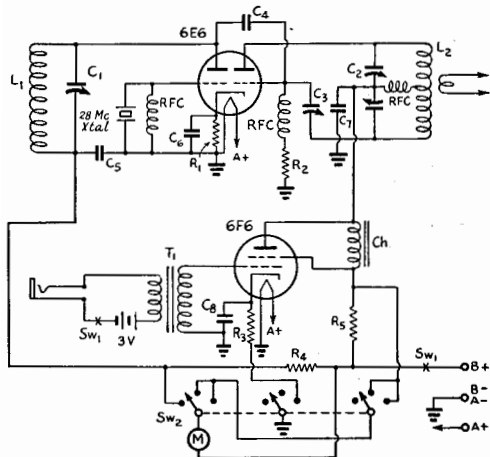 6E6
C4
L1
C1
28 Mc
Xtal
RFC
C6
R1
A+
RFC
R2
C3
C7
C2
RFC
L2
C5
6F6
Ch.
T1
C8
R3
A+
R5
Sw1
3V
R4
Sw1
B+
B-
A-
A+
Sw2
M